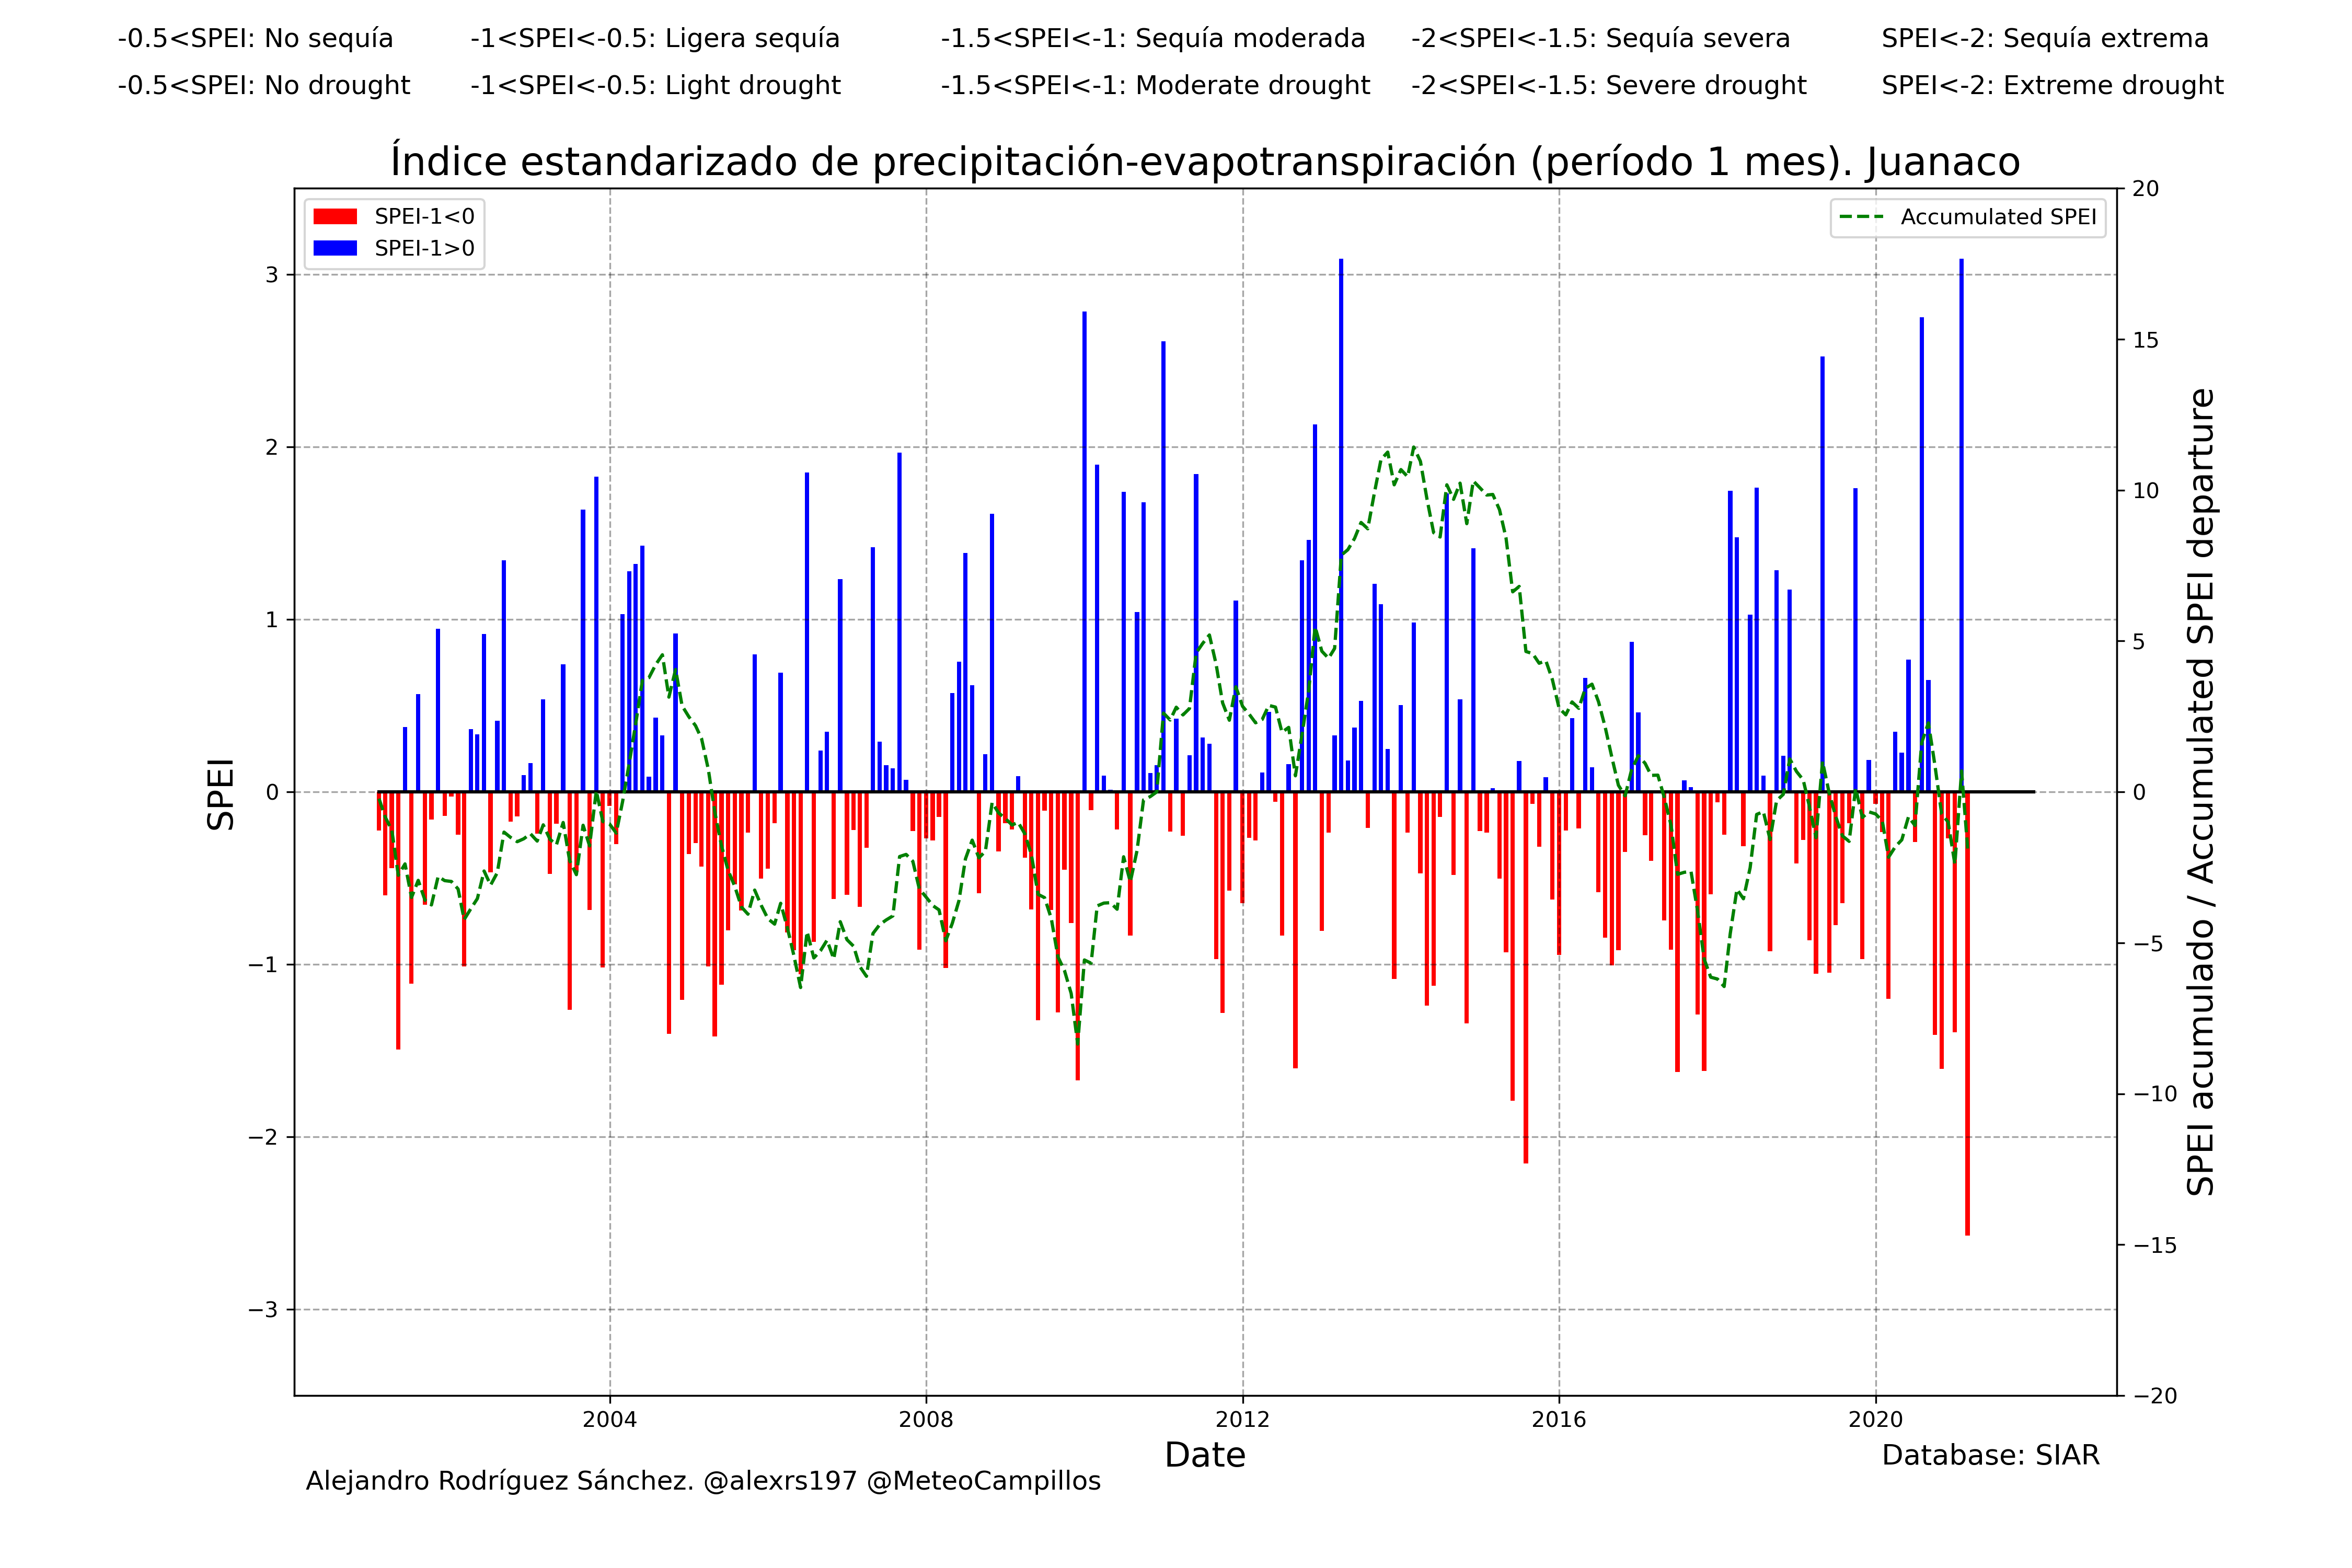 -0.5<SPEI: No sequía -1<SPEI<-0.5: Ligera sequía -1.5<SPEI<-1: Sequía moderada -2<SPEI<-1.5: Sequía severa SPEI<-2: Sequía extrema
-0.5<SPEI: No drought -1<SPEI<-0.5: Light drought -1.5<SPEI<-1: Moderate drought -2<SPEI<-1.5: Severe drought SPEI<-2: Extreme drought
Índice estandarizado de precipitación-evapotranspiración (período 1 mes). Juanaco
SPEI-1<0
SPEI-1>0
Accumulated SPEI
SPEI
3
2
1
0
−1
−2
−3
20
15
10
5
0
−5
−10
−15
−20
SPEI acumulado / Accumulated SPEI departure
2004 2008 2012 2016 2020
Date
Database: SIAR
Alejandro Rodríguez Sánchez. @alexrs197 @MeteoCampillos